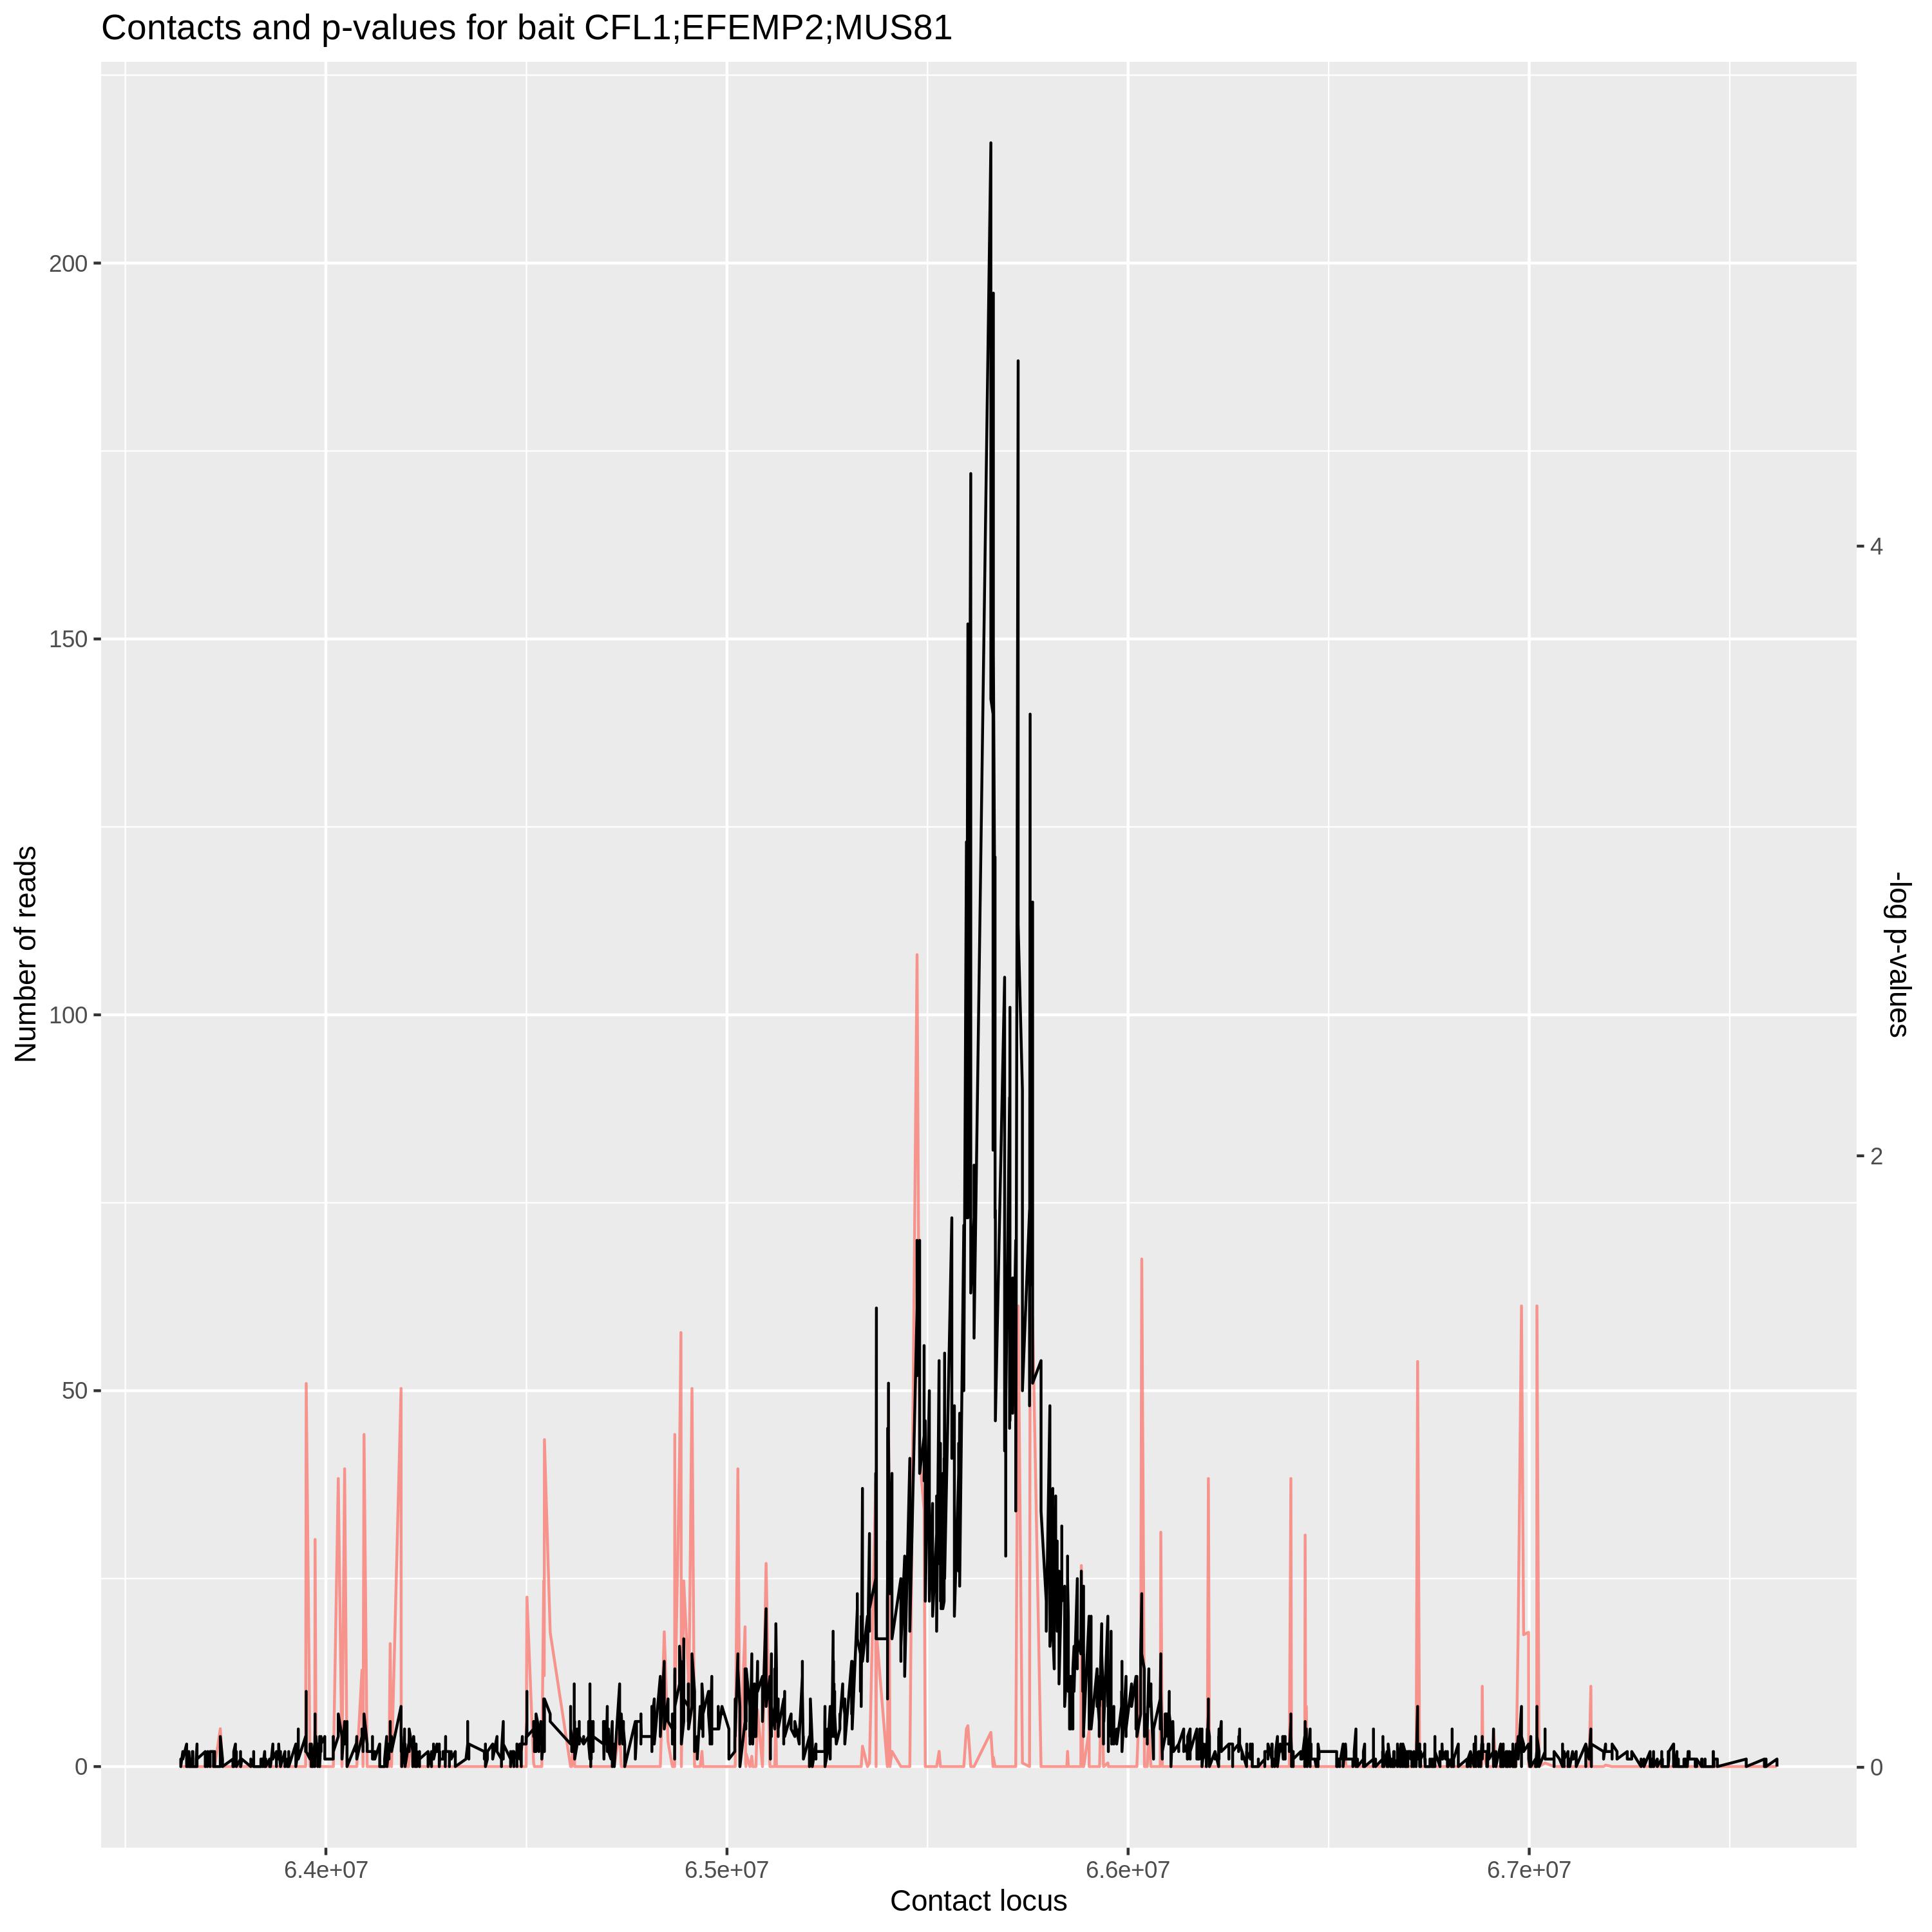 Contacts and p-values for bait CFL1;EFEMP2;MUS81
Number of reads
200
150
100
50
0
4
2
0
-log p-values
6.4e+07
6.5e+07
6.6e+07
6.7e+07
Contact locus